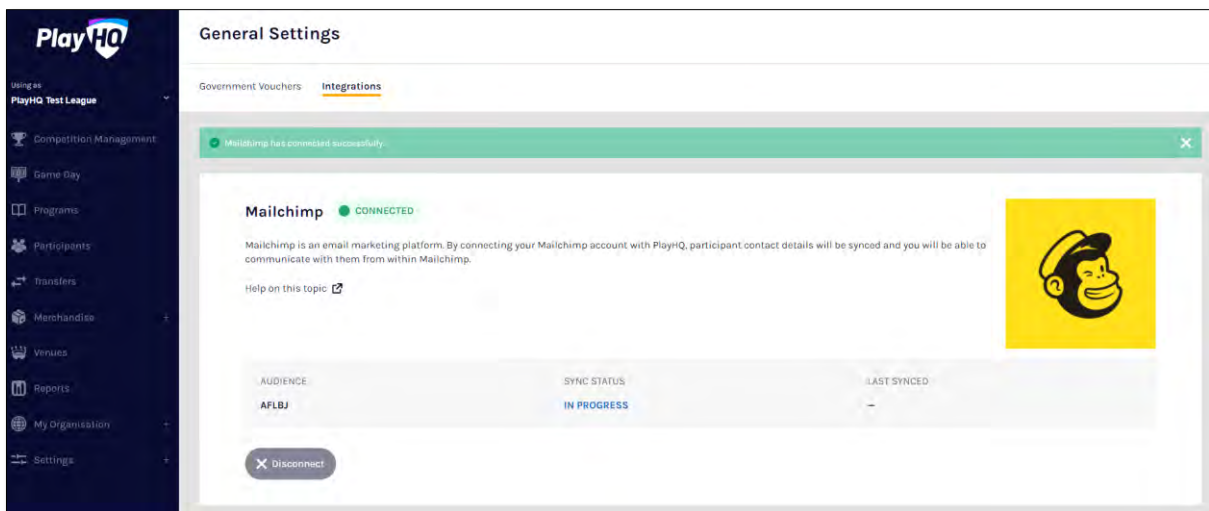 PlayHQ
Using as
PlayHQ Test League
Competition Management
Game Day
Programs
Participants
Transfers
Merchandise +
Venues
Reports
My Organisation +
Settings +
General Settings
Government Vouchers Integrations
Mailchimp has connected successfully
Mailchimp CONNECTED
Mailchimp is an email marketing platform. By connecting your Mailchimp account with PlayHQ, participant contact details will be synced and you will be able to
communicate with them from within Mailchimp.
Help on this topic
AUDIENCE SYNC STATUS LAST SYNCED
AFLBJ IN PROGRESS –
Disconnect